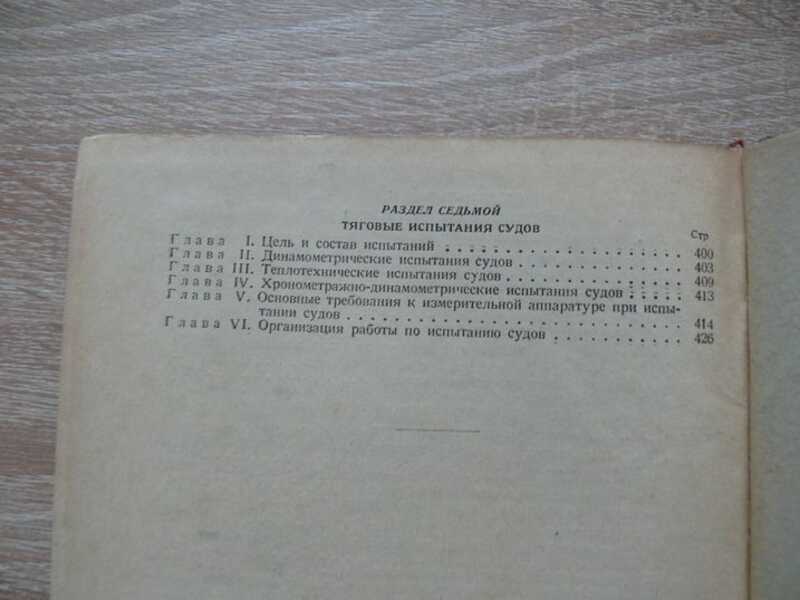 РАЗДЕЛ СЕДЬМОЙ
ТЯГОВЫЕ ИСПЫТАНИЯ СУДОВ
Стр
Глава I. Цель и состав испытаний . . . . . . . . . . . . . . . . . 400
Глава II. Динамометрические испытания судов . . . . . . . . . . . 403
Глава III. Теплотехнические испытания судов . . . . . . . . . . . . 409
Глава IV. Хронометражно-динамометрические испытания судов . . . . . 413
Глава V. Основные требования к измерительной аппаратуре при испы-
тании судов . . . . . . . . . . . . . . . . . . . . . . . 414
Глава VI. Организация работы по испытанию судов . . . . . . . . . 426